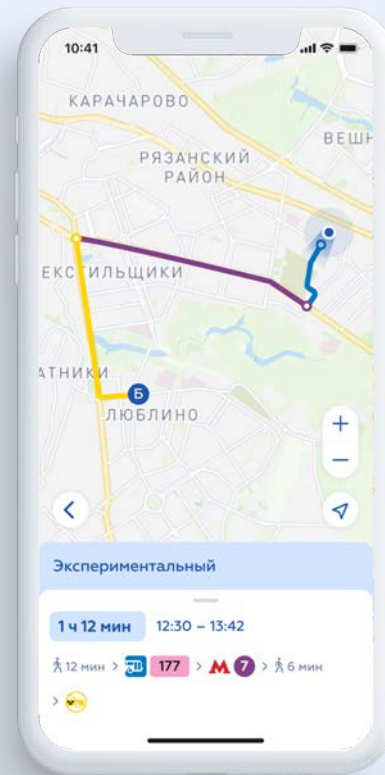 10:41
КАРАЧАРОВО
ВЕШН
РЯЗАНСКИЙ
РАЙОН
ЕКСТИЛЬЩИКИ
АТНИКИ
Б
ЛЮБЛИНО
+
−
Экспериментальный
1 ч 12 мин 12:30 – 13:42
12 мин > 177 > М 7 > 6 мин
>